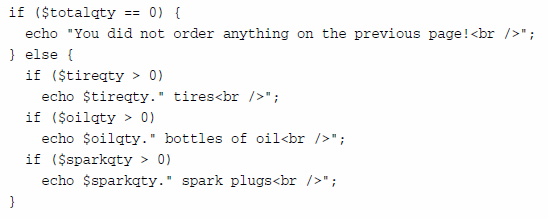 if ($totalqty == 0) {
  echo "You did not order anything on the previous page!<br />";
} else {
  if ($tireqty > 0)
    echo $tireqty." tires<br />";
  if ($oilqty > 0)
    echo $oilqty." bottles of oil<br />";
  if ($sparkqty > 0)
    echo $sparkqty." spark plugs<br />";
}